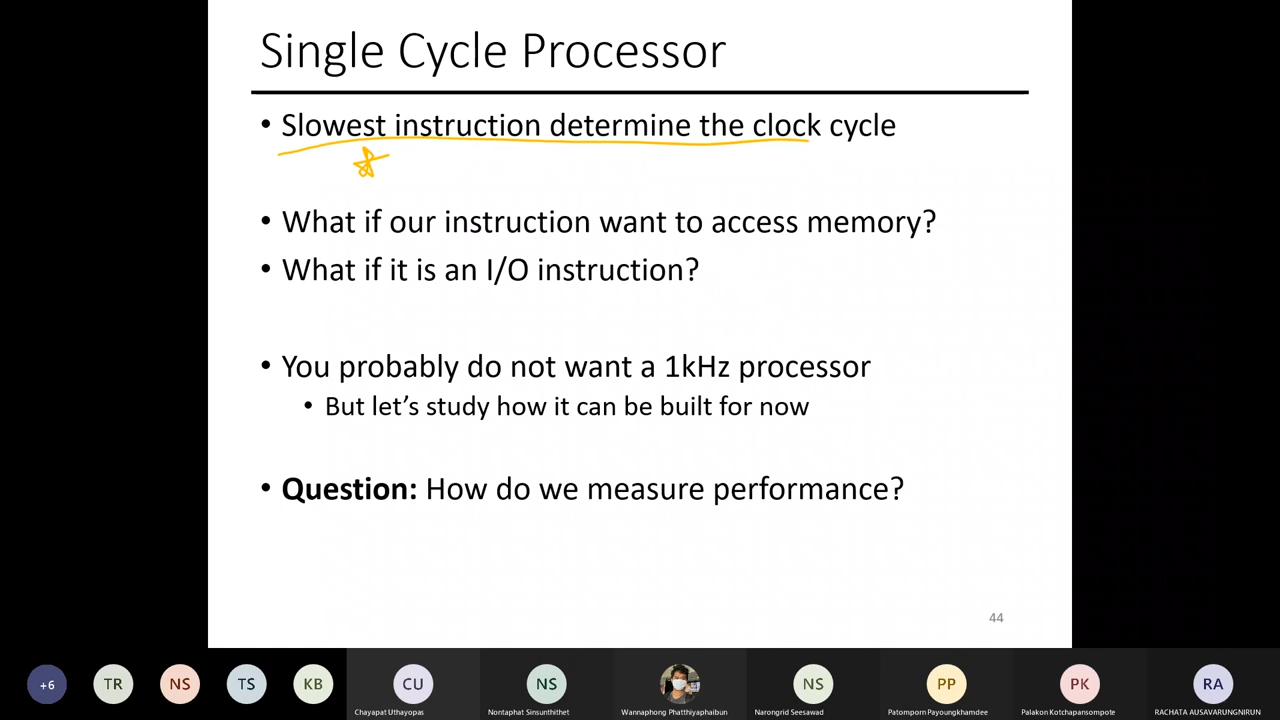 Single Cycle Processor
• Slowest instruction determine the clock cycle
• What if our instruction want to access memory?
• What if it is an I/O instruction?
• You probably do not want a 1kHz processor
• But let’s study how it can be built for now
• Question: How do we measure performance?
44
+6
TR
NS
TS
KB
CU
NS
NS
PP
PK
RA
Chayapat Uthayopas
Nontaphat Sinsunthithet
Wannaphong Phatthiyaphaibun
Narongrid Seesawad
Patomporn Payoungkhamdee
Palakon Kotchapansompote
RACHATA AUSAVARUNGNIRUN